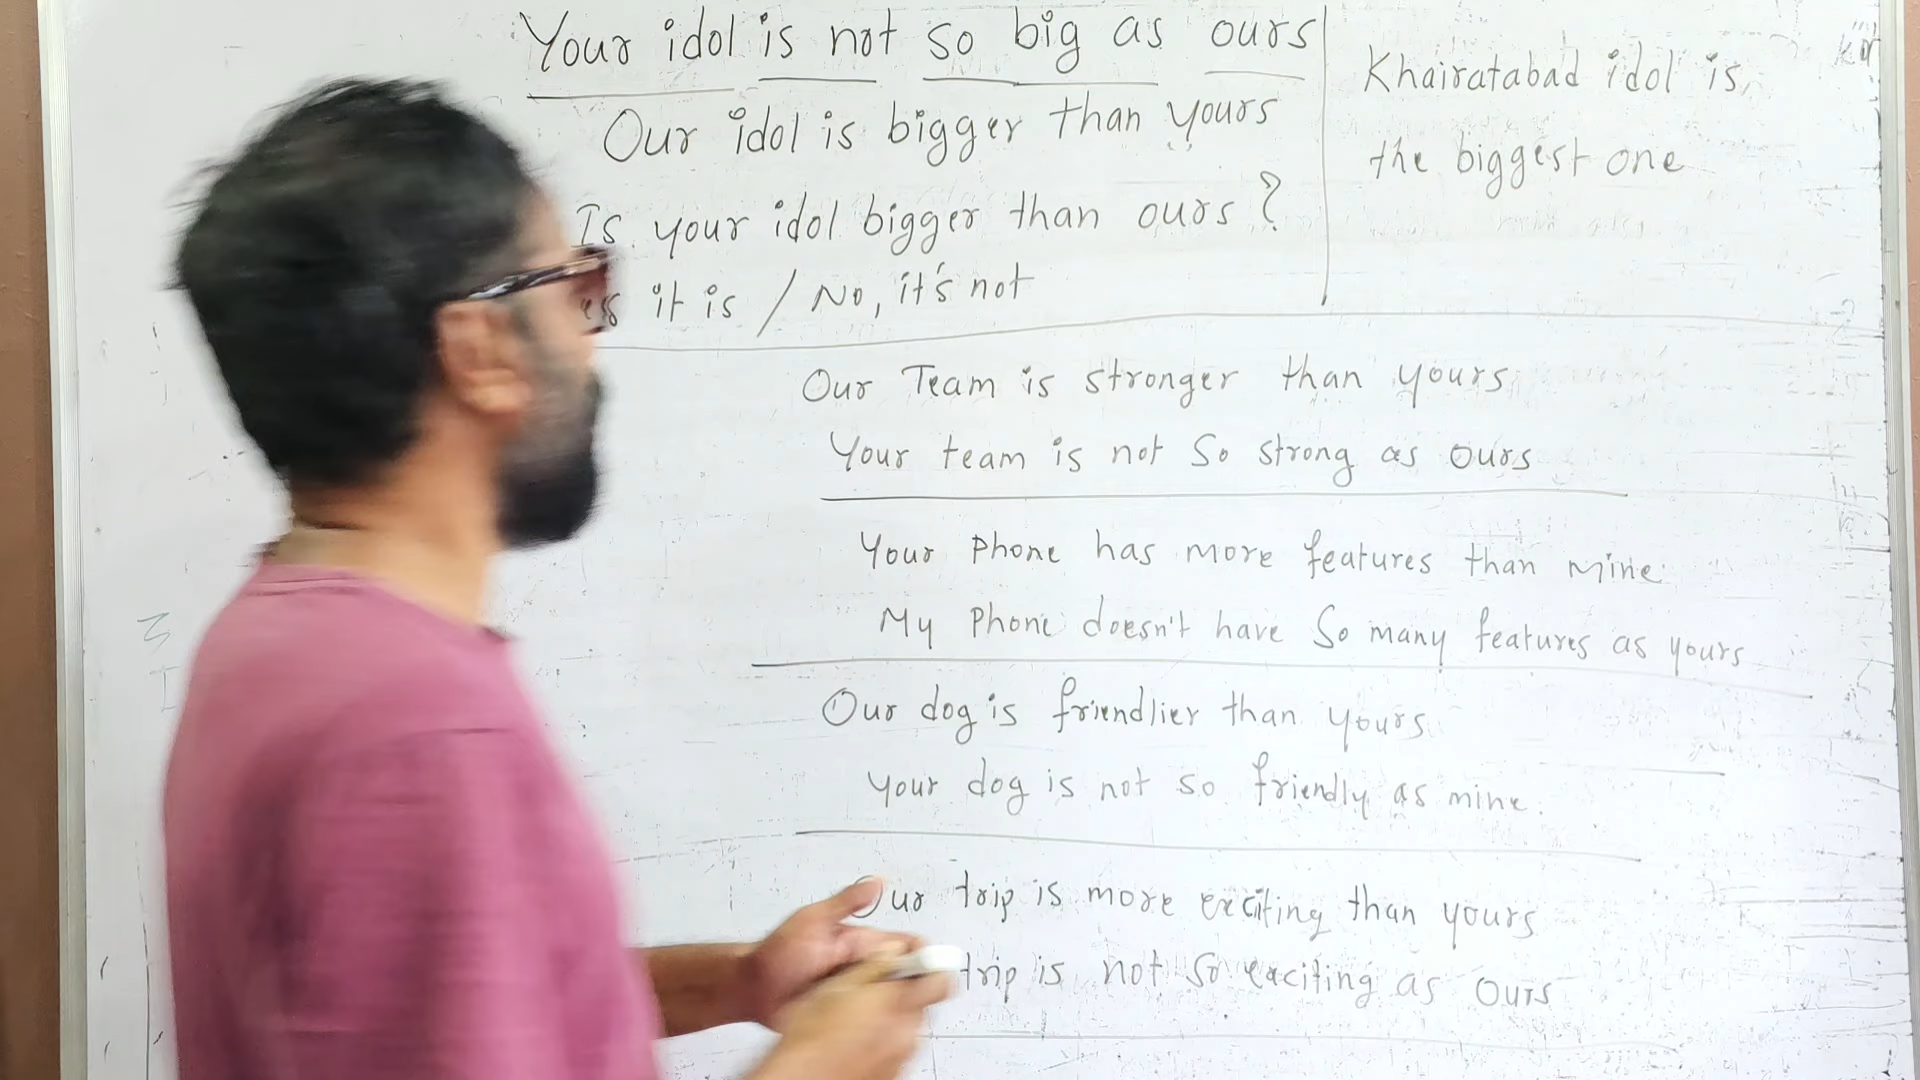 Your idol is not so big as ours
Our idol is bigger than yours
Is your idol bigger than ours?
es it is / No, it's not
Khairatabad idol is
the biggest one
Our Team is stronger than yours
Your team is not so strong as ours
Your phone has more features than mine
My phone doesn't have so many features as yours
Our dog is friendlier than yours
Your dog is not so friendly as mine.
Our trip is more exciting than yours
trip is not so exciting as ours